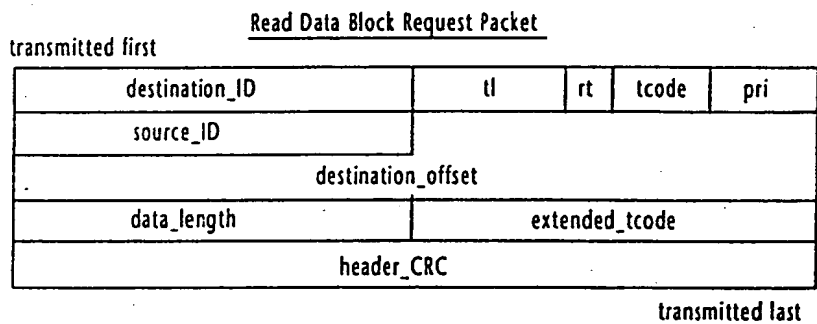 Read Data Block Request Packet
transmitted first
destination_ID tl rt tcode pri
source_ID
destination_offset
data_length extended_tcode
header_CRC
transmitted last